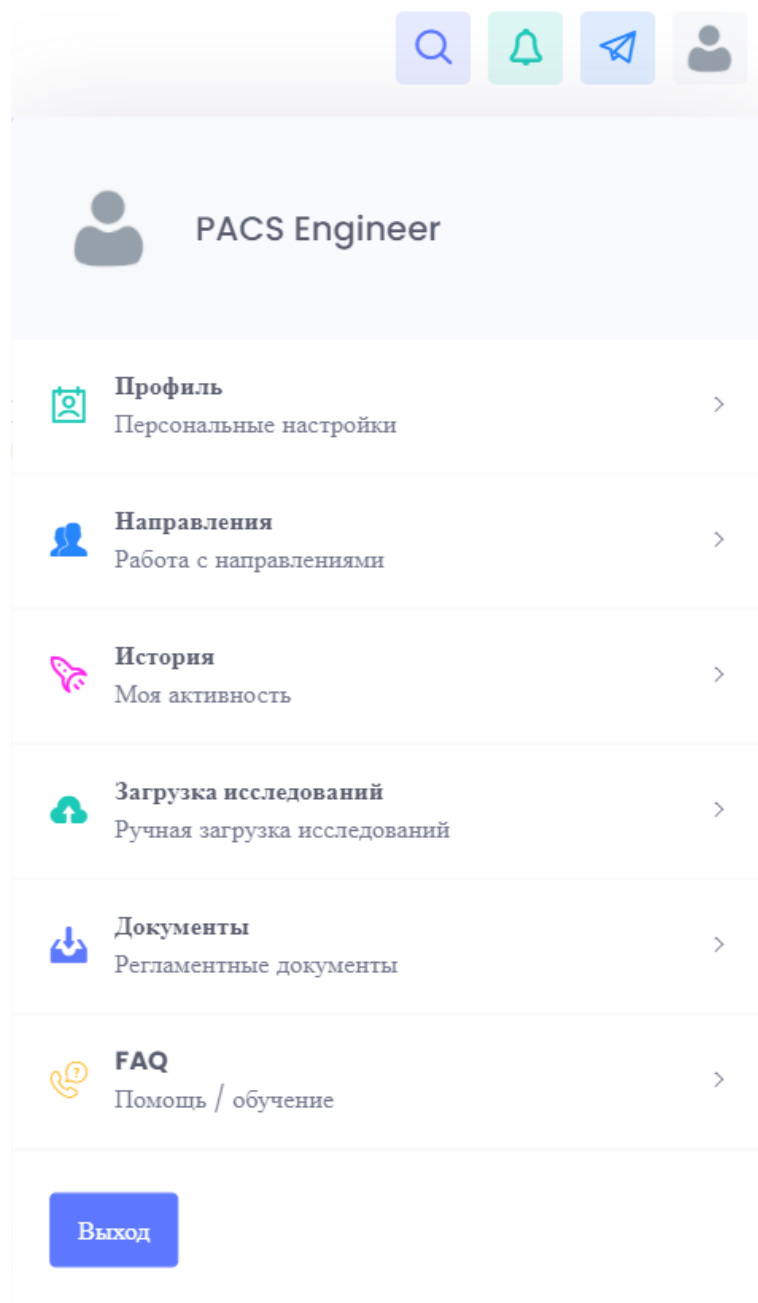 PACS Engineer
Профиль
Персональные настройки
Направления
Работа с направлениями
История
Моя активность
Загрузка исследований
Ручная загрузка исследований
Документы
Регламентные документы
FAQ
Помощь / обучение
Выход